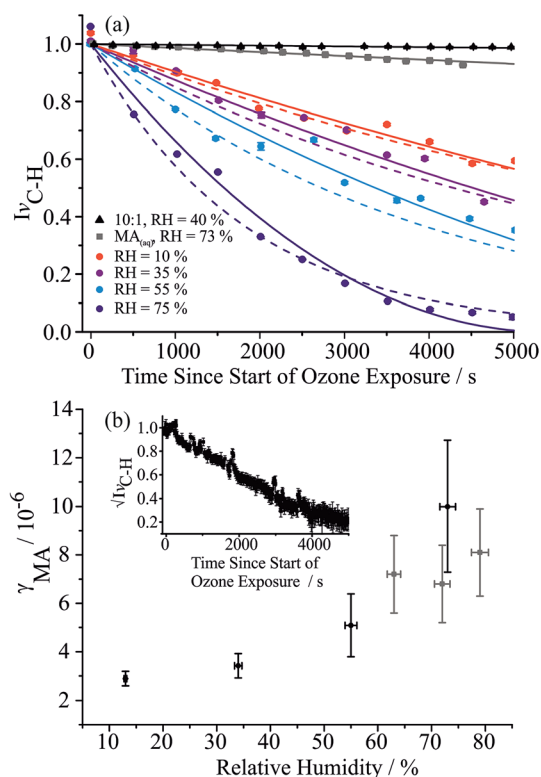 (a)
1.0
0.8
0.6
0.4
0.2
0.0
IνC-H
10:1, RH = 40 %
MA(aq), RH = 73 %
RH = 10 %
RH = 35 %
RH = 55 %
RH = 75 %
0 1000 2000 3000 4000 5000
Time Since Start of Ozone Exposure / s
14
12
10
8
6
4
2
γMA / 10-6
(b)
1.0
0.8
0.6
0.4
0.2
√IνC-H
0 2000 4000
Time Since Start of
Ozone Exposure / s
10 20 30 40 50 60 70 80
Relative Humidity / %